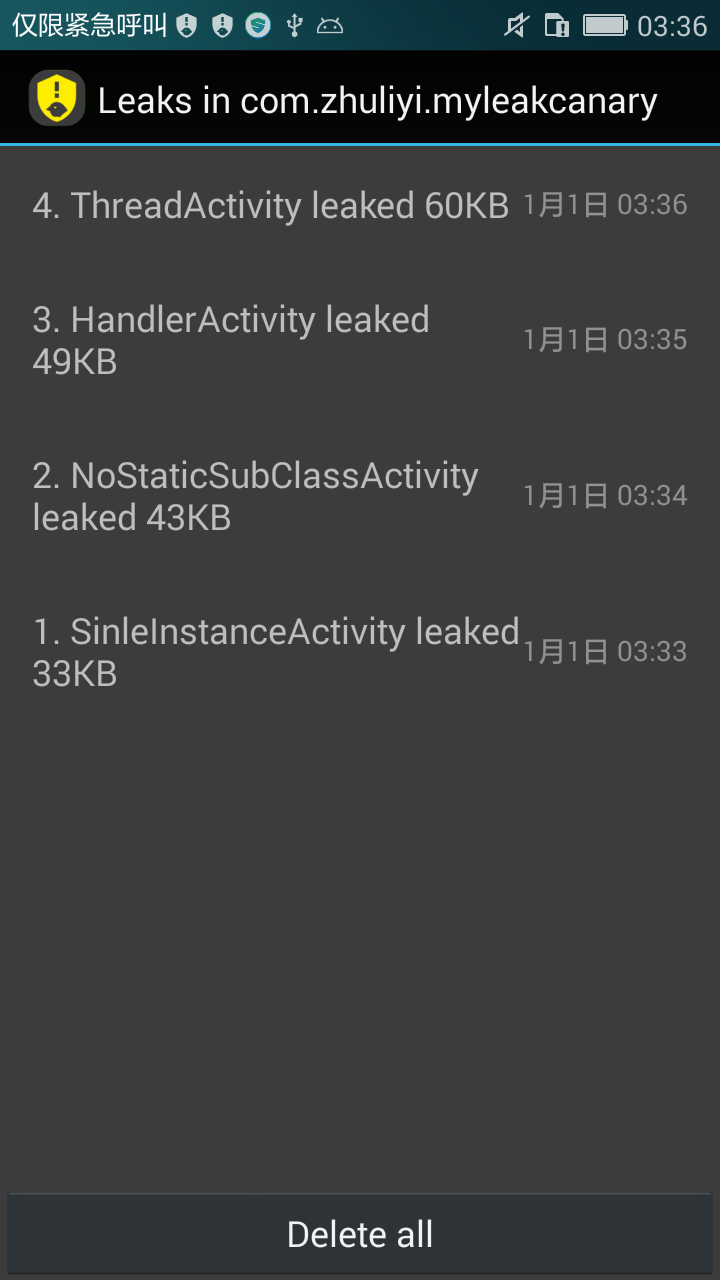 仅限紧急呼叫 03:36
Leaks in com.zhuliyi.myleakcanary
4. ThreadActivity leaked 60KB 1月1日 03:36
3. HandlerActivity leaked
49KB
1月1日 03:35
2. NoStaticSubClassActivity
leaked 43KB
1月1日 03:34
1. SinleInstanceActivity leaked
33KB
1月1日 03:33
Delete all